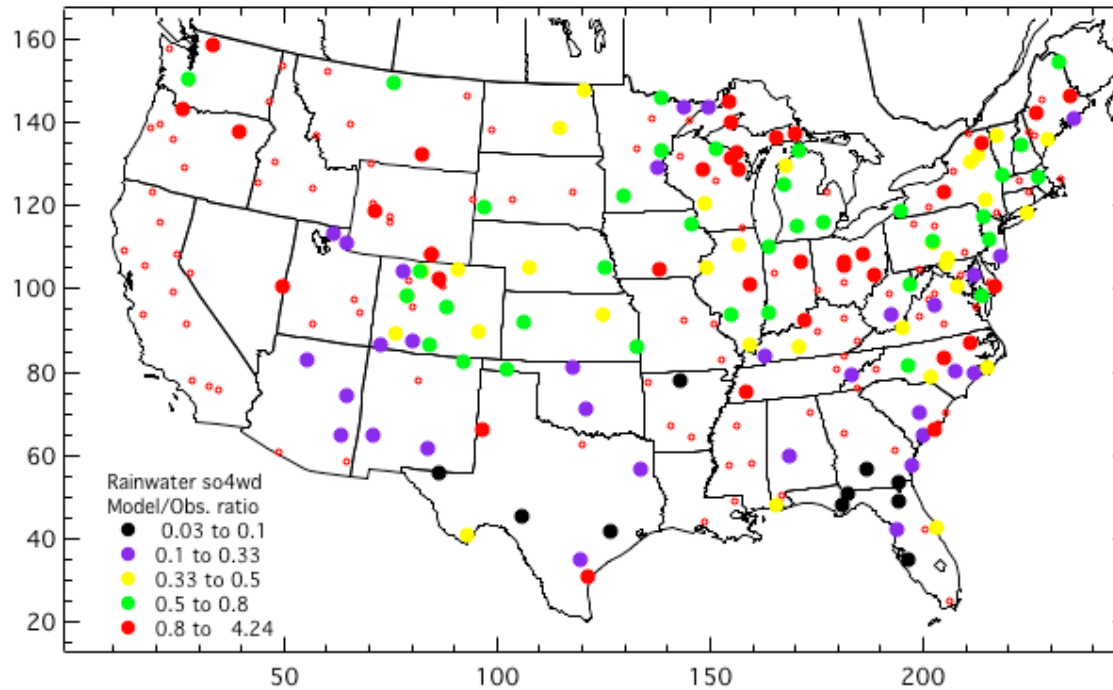 160
140
120
100
80
60
40
20
Rainwater so4wd
Model/Obs. ratio
0.03 to 0.1
0.1 to 0.33
0.33 to 0.5
0.5 to 0.8
0.8 to 4.24
50 100 150 200